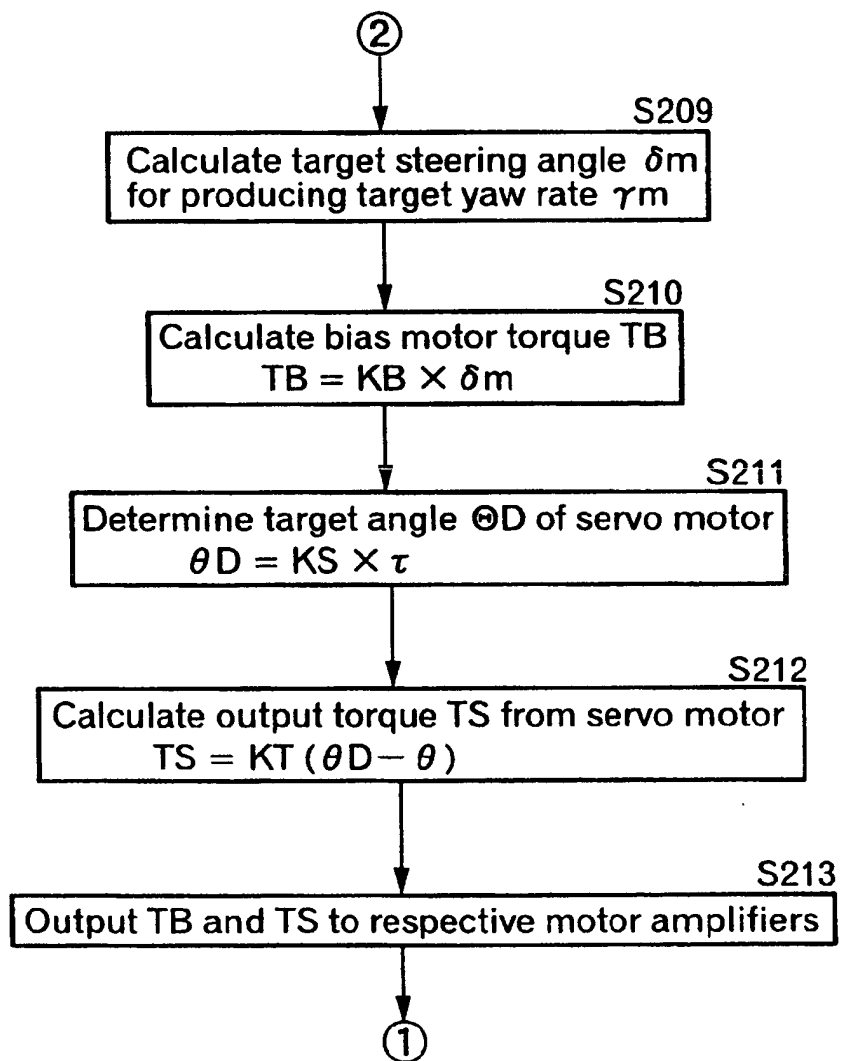 ②
S209
Calculate target steering angle δm
for producing target yaw rate γm
S210
Calculate bias motor torque TB
TB = KB × δm
S211
Determine target angle ΘD of servo motor
θD = KS × τ
S212
Calculate output torque TS from servo motor
TS = KT (θD − θ)
S213
Output TB and TS to respective motor amplifiers
①